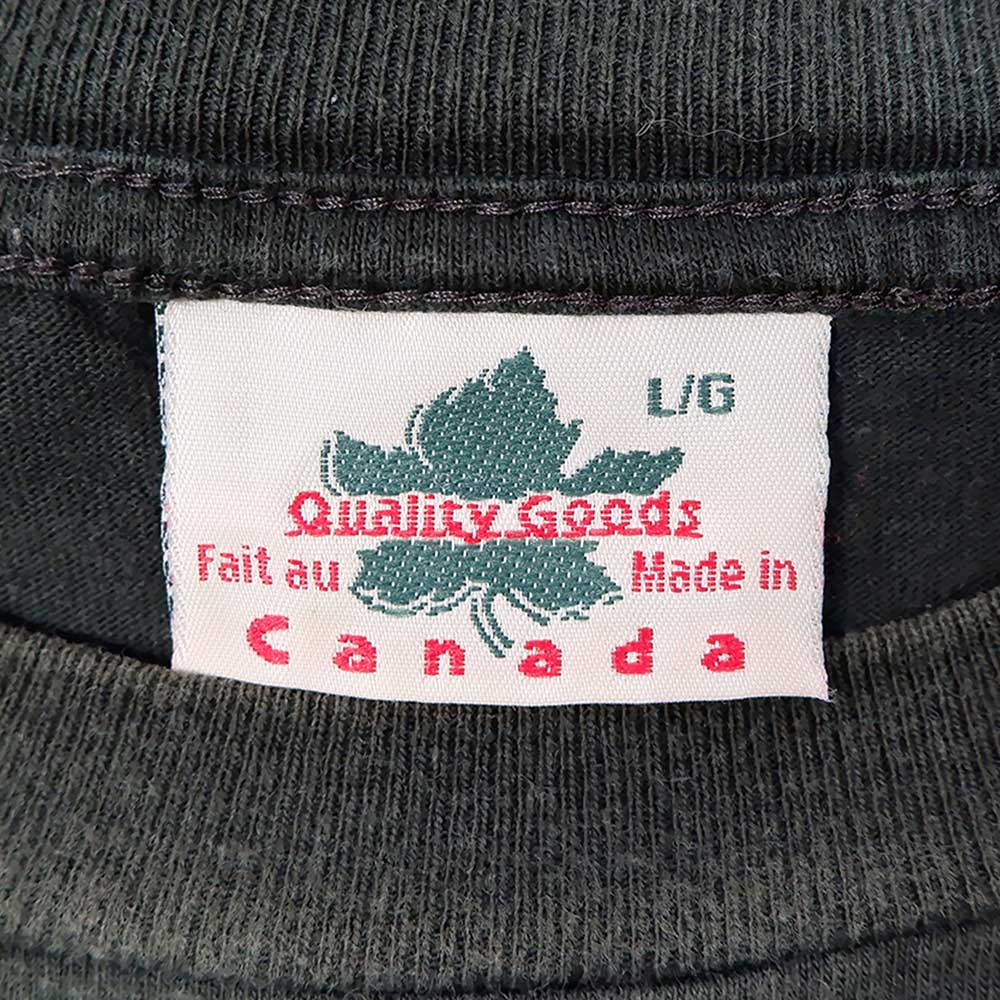 L/G
Quality Goods
Fait au Made in
Canada